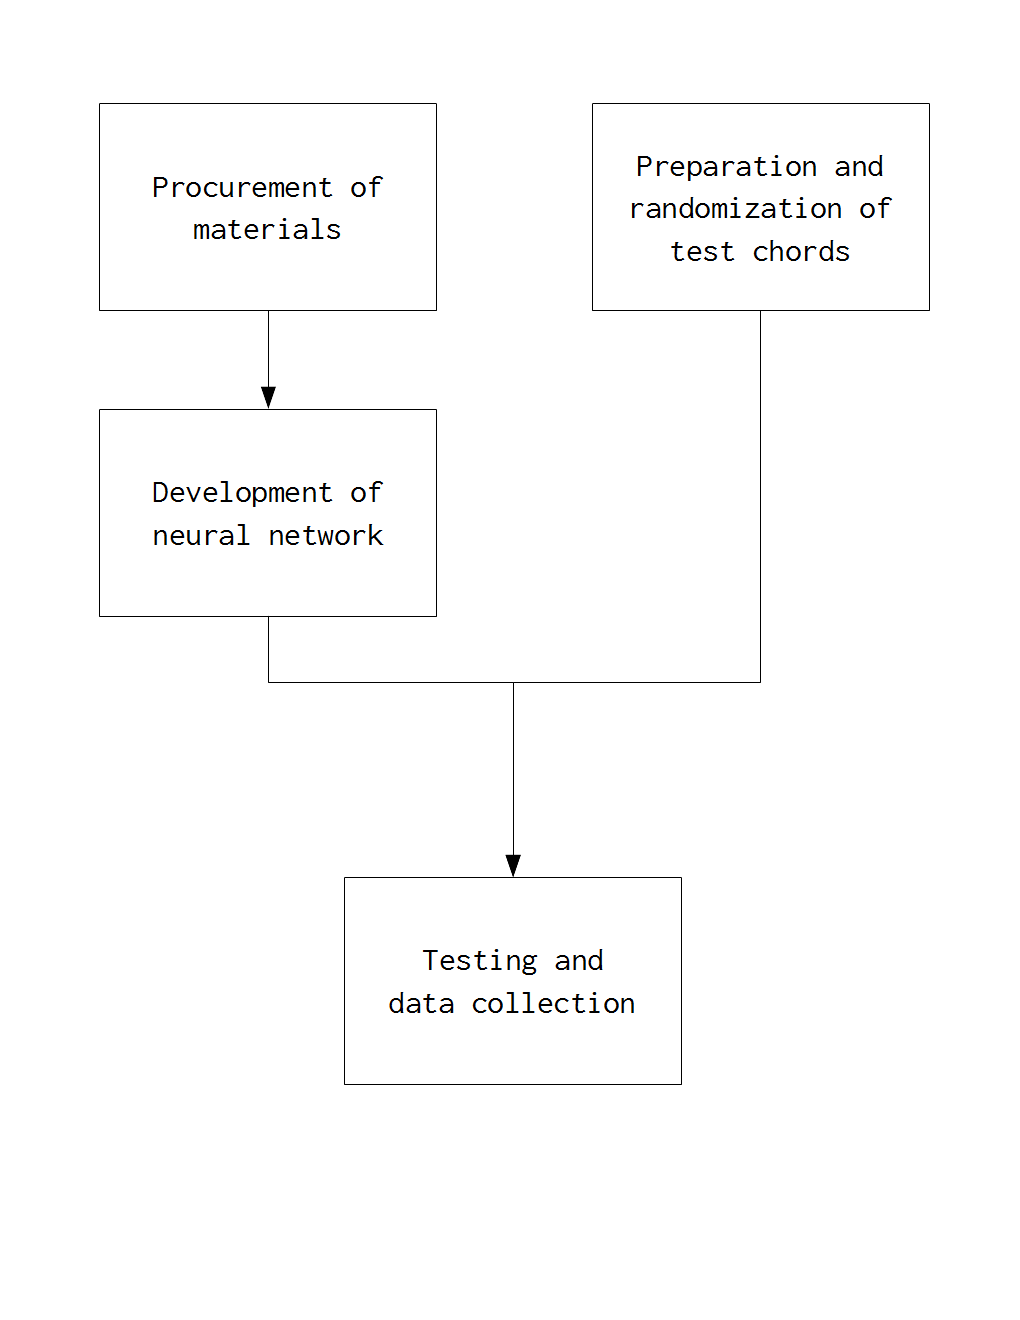 Procurement of
materials
Preparation and
randomization of
test chords
Development of
neural network
Testing and
data collection